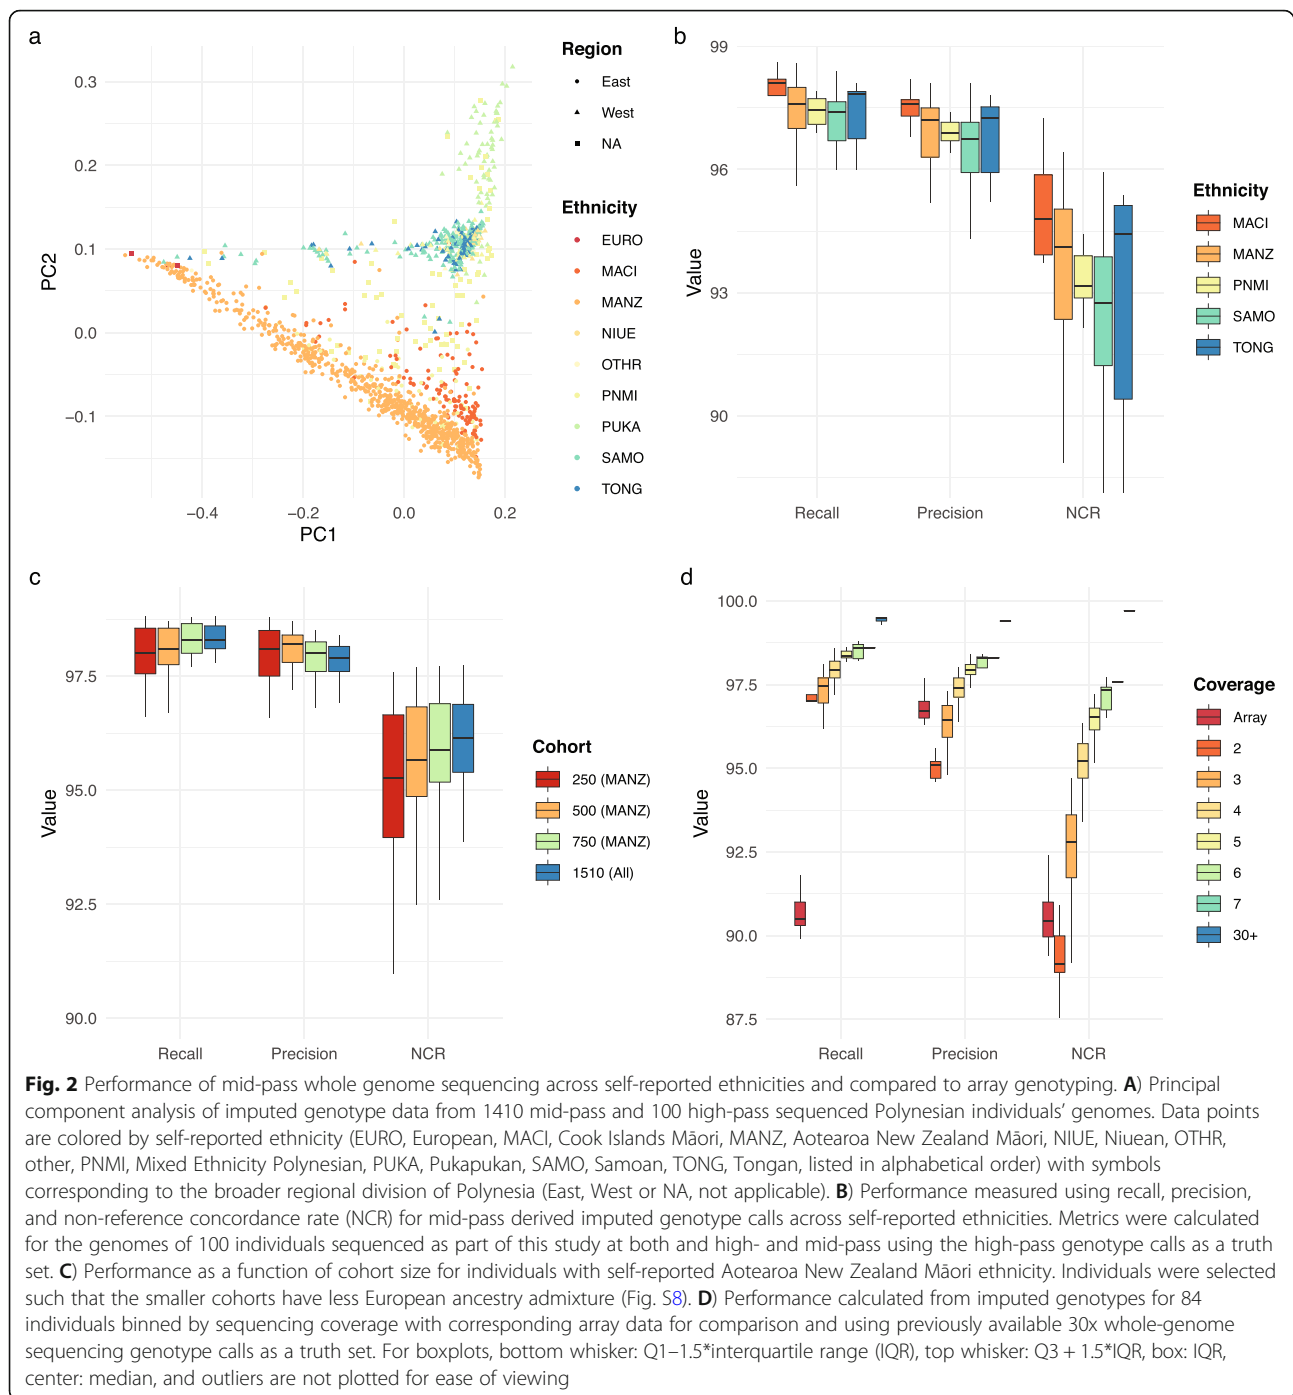 a
0.3
0.2
0.1
0.0
−0.1
PC2
−0.4
−0.2
0.0
0.2
PC1
Region
East
West
NA
Ethnicity
EURO
MACI
MANZ
NIUE
OTHR
PNMI
PUKA
SAMO
TONG
b
99
96
93
90
Value
Recall
Precision
NCR
Ethnicity
MACI
MANZ
PNMI
SAMO
TONG
c
97.5
95.0
92.5
90.0
Value
Recall
Precision
NCR
Cohort
250 (MANZ)
500 (MANZ)
750 (MANZ)
1510 (All)
d
100.0
97.5
95.0
92.5
90.0
87.5
Value
Recall
Precision
NCR
Coverage
Array
2
3
4
5
6
7
30+
Fig. 2 Performance of mid-pass whole genome sequencing across self-reported ethnicities and compared to array genotyping. A) Principal
component analysis of imputed genotype data from 1410 mid-pass and 100 high-pass sequenced Polynesian individuals’ genomes. Data points
are colored by self-reported ethnicity (EURO, European, MACI, Cook Islands Māori, MANZ, Aotearoa New Zealand Māori, NIUE, Niuean, OTHR,
other, PNMI, Mixed Ethnicity Polynesian, PUKA, Pukapukan, SAMO, Samoan, TONG, Tongan, listed in alphabetical order) with symbols
corresponding to the broader regional division of Polynesia (East, West or NA, not applicable). B) Performance measured using recall, precision,
and non-reference concordance rate (NCR) for mid-pass derived imputed genotype calls across self-reported ethnicities. Metrics were calculated
for the genomes of 100 individuals sequenced as part of this study at both and high- and mid-pass using the high-pass genotype calls as a truth
set. C) Performance as a function of cohort size for individuals with self-reported Aotearoa New Zealand Māori ethnicity. Individuals were selected
such that the smaller cohorts have less European ancestry admixture (Fig. S8). D) Performance calculated from imputed genotypes for 84
individuals binned by sequencing coverage with corresponding array data for comparison and using previously available 30x whole-genome
sequencing genotype calls as a truth set. For boxplots, bottom whisker: Q1–1.5*interquartile range (IQR), top whisker: Q3 + 1.5*IQR, box: IQR,
center: median, and outliers are not plotted for ease of viewing